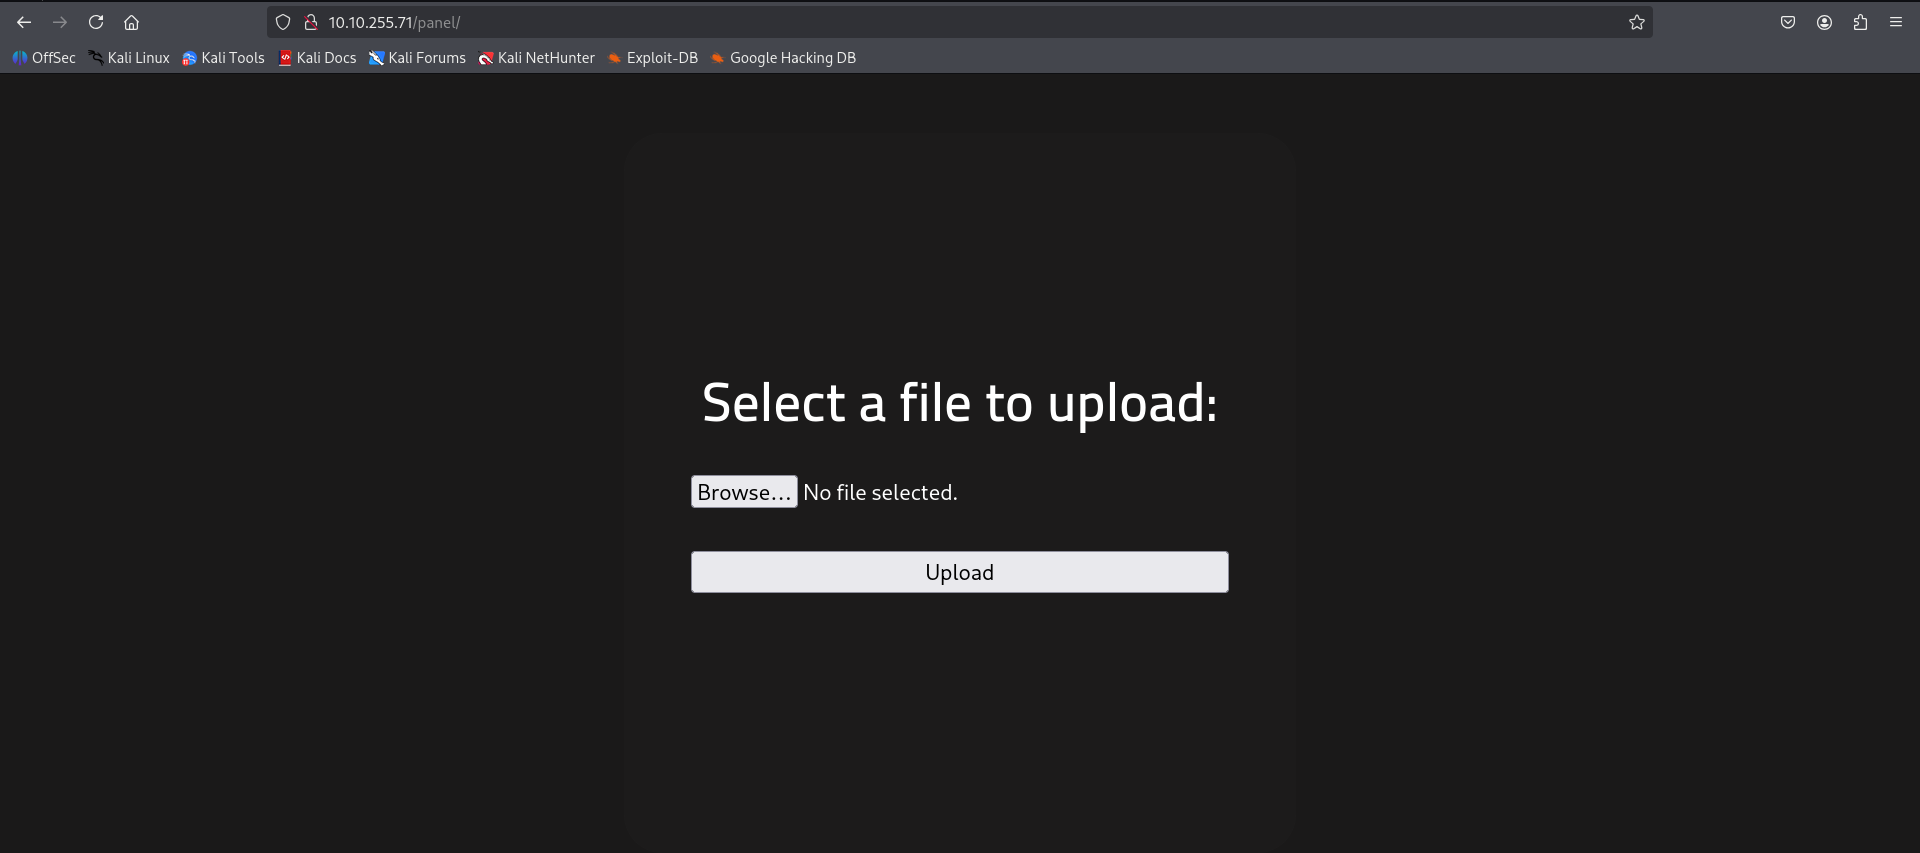 10.10.255.71/panel/
OffSec Kali Linux Kali Tools Kali Docs Kali Forums Kali NetHunter Exploit-DB Google Hacking DB
Select a file to upload:
Browse... No file selected.
Upload